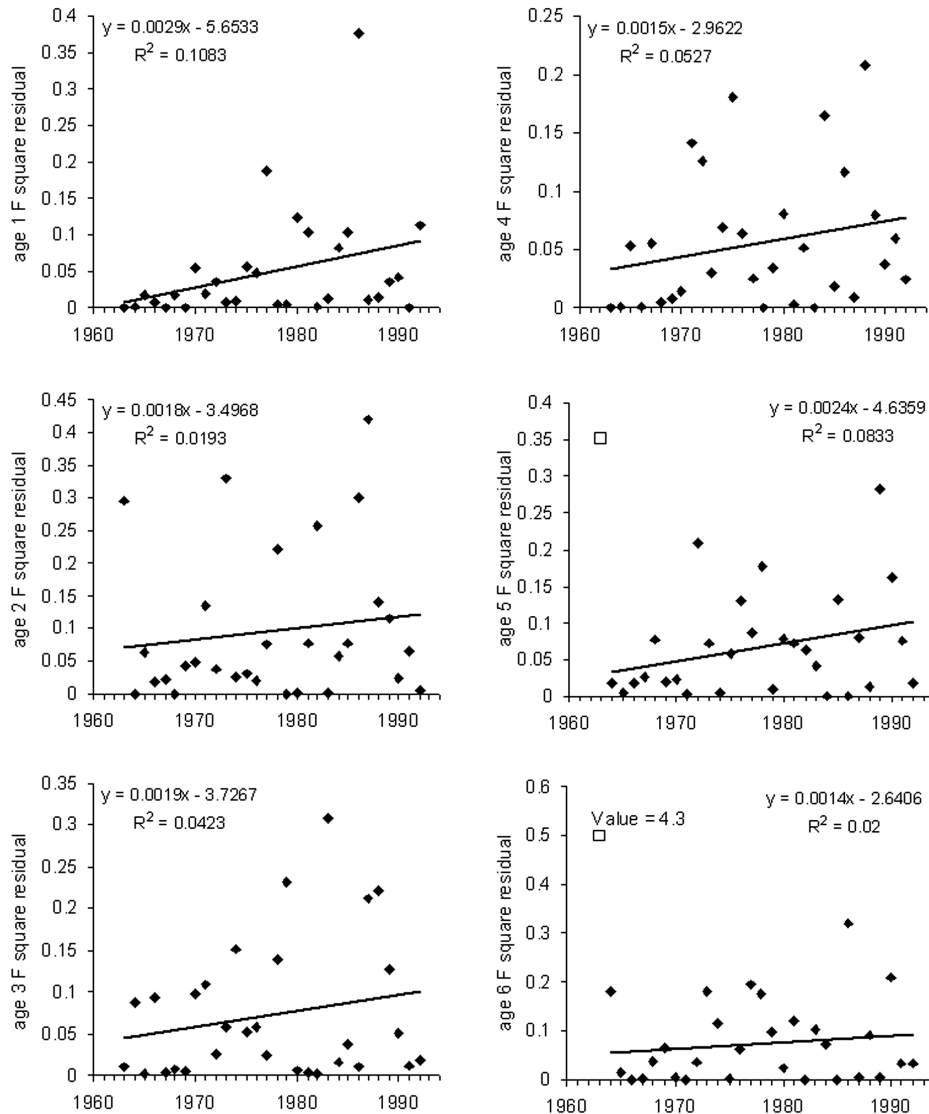 y = 0.0029x - 5.6533
R² = 0.1083
age 1 F square residual
0.4
0.35
0.3
0.25
0.2
0.15
0.1
0.05
0
1960 1970 1980 1990
y = 0.0015x - 2.9622
R² = 0.0527
age 4 F square residual
0.25
0.2
0.15
0.1
0.05
0
1960 1970 1980 1990
y = 0.0018x - 3.4968
R² = 0.0193
age 2 F square residual
0.45
0.4
0.35
0.3
0.25
0.2
0.15
0.1
0.05
0
1960 1970 1980 1990
y = 0.0024x - 4.6359
R² = 0.0833
age 5 F square residual
0.4
0.35
0.3
0.25
0.2
0.15
0.1
0.05
0
1960 1970 1980 1990
y = 0.0019x - 3.7267
R² = 0.0423
age 3 F square residual
0.35
0.3
0.25
0.2
0.15
0.1
0.05
0
1960 1970 1980 1990
y = 0.0014x - 2.6406
R² = 0.02
Value = 4.3
age 6 F square residual
0.6
0.5
0.4
0.3
0.2
0.1
0
1960 1970 1980 1990